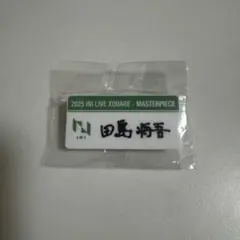 2025 INI LIVE XQUARE - MASTERPIECE
田島 将吾